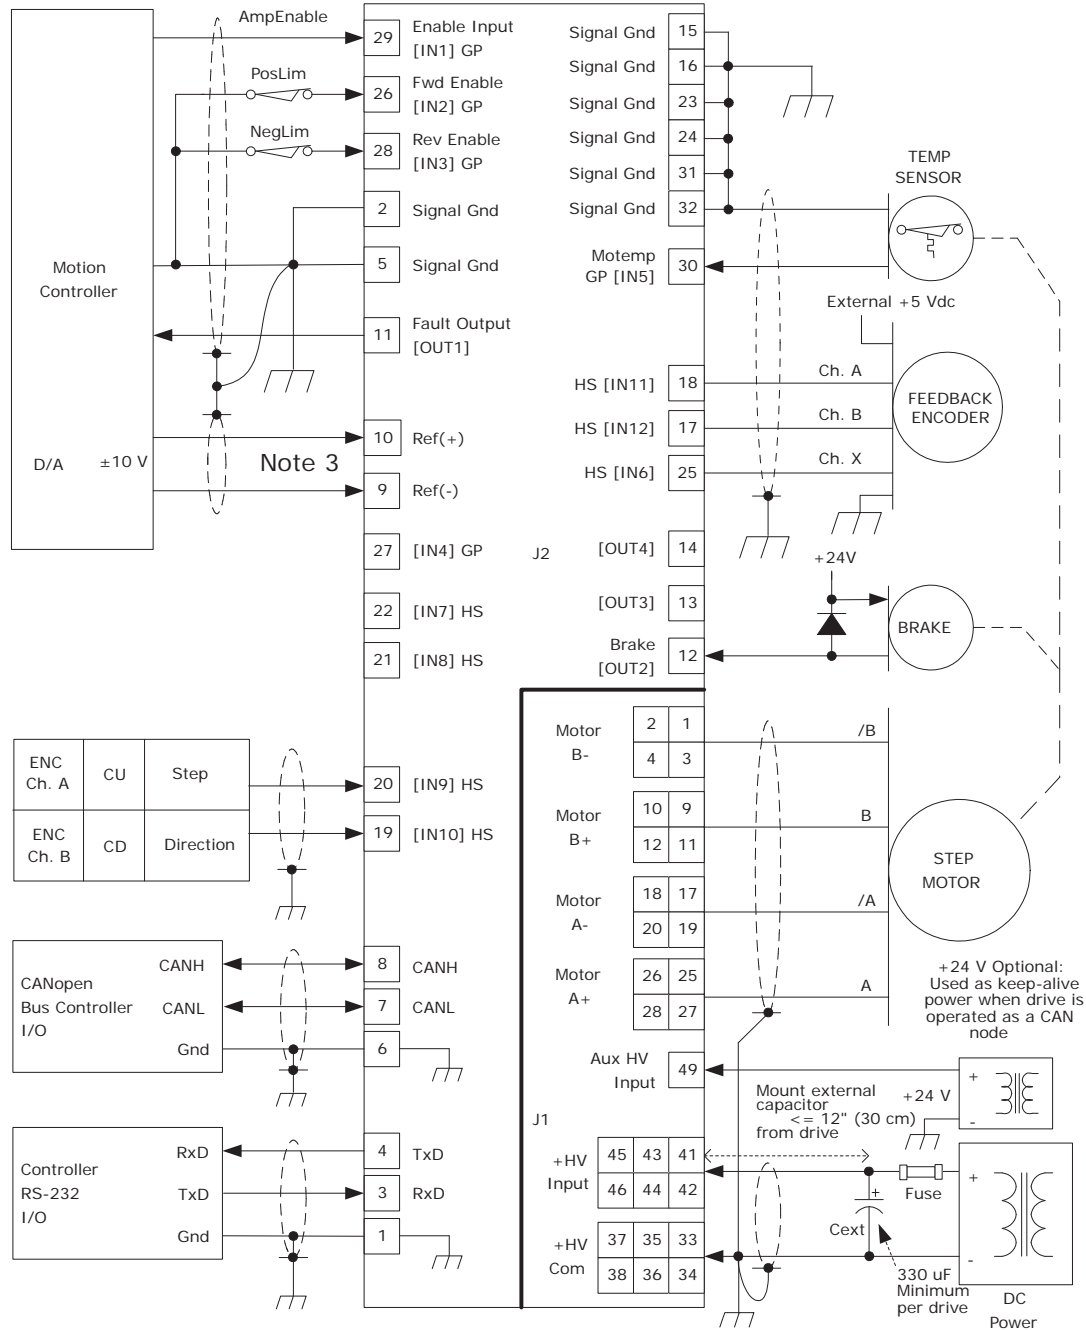 AmpEnable
29
Enable Input
[IN1] GP
PosLim
26
Fwd Enable
[IN2] GP
NegLim
28
Rev Enable
[IN3] GP
2
Signal Gnd
Motion
Controller
5
Signal Gnd
11
Fault Output
[OUT1]
D/A
±10 V
Note 3
10
Ref(+)
9
Ref(-)
27
[IN4] GP
22
[IN7] HS
21
[IN8] HS
J2
Signal Gnd
15
Signal Gnd
16
Signal Gnd
23
Signal Gnd
24
Signal Gnd
31
Signal Gnd
32
TEMP
SENSOR
Motemp
GP [IN5]
30
External +5 Vdc
HS [IN11]
18
Ch. A
HS [IN12]
17
Ch. B
HS [IN6]
25
Ch. X
FEEDBACK
ENCODER
[OUT4]
14
+24V
[OUT3]
13
Brake
[OUT2]
12
BRAKE
ENC
Ch. A
CU
Step
20
[IN9] HS
ENC
Ch. B
CD
Direction
19
[IN10] HS
CANopen
Bus Controller
I/O
CANH
8
CANH
CANL
7
CANL
Gnd
6
Controller
RS-232
I/O
RxD
4
TxD
TxD
3
RxD
Gnd
1
J1
Motor
B-
2 1
4 3
/B
Motor
B+
10 9
12 11
B
Motor
A-
18 17
20 19
/A
Motor
A+
26 25
28 27
A
STEP
MOTOR
+24 V Optional:
Used as keep-alive
power when drive is
operated as a CAN
node
Aux HV
Input
49
+24 V
+
-
Mount external
capacitor
<= 12" (30 cm)
from drive
+HV
Input
45 43 41
46 44 42
Fuse
+
+HV
Com
37 35 33
38 36 34
Cext
+
-
330 uF
Minimum
per drive
DC
Power